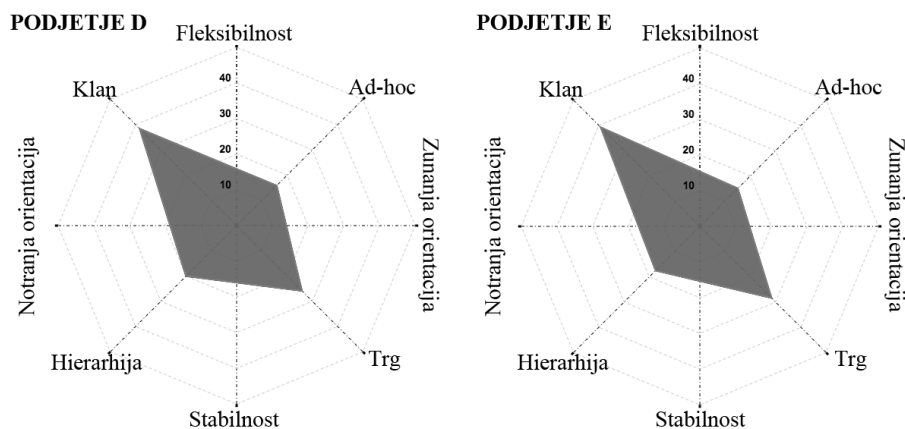 PODJETJE D
Fleksibilnost
Klan
Ad-hoc
40
30
20
10
Notranja orientacija
Zunanja orientacija
Hierarhija
Trg
Stabilnost
PODJETJE E
Fleksibilnost
Klan
Ad-hoc
40
30
20
10
Notranja orientacija
Zunanja orientacija
Hierarhija
Trg
Stabilnost